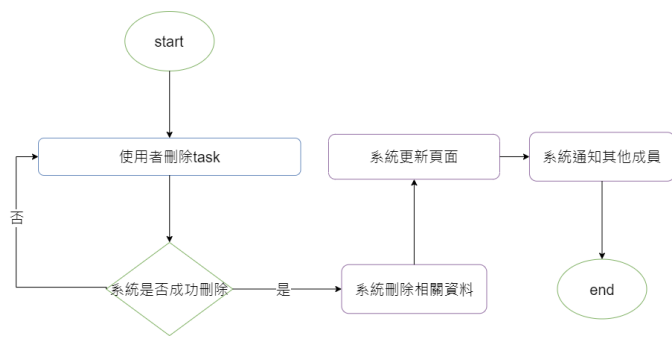 start
使用者刪除task
系統更新頁面
系統通知其他成員
否
系統是否成功刪除
是
系統刪除相關資料
end